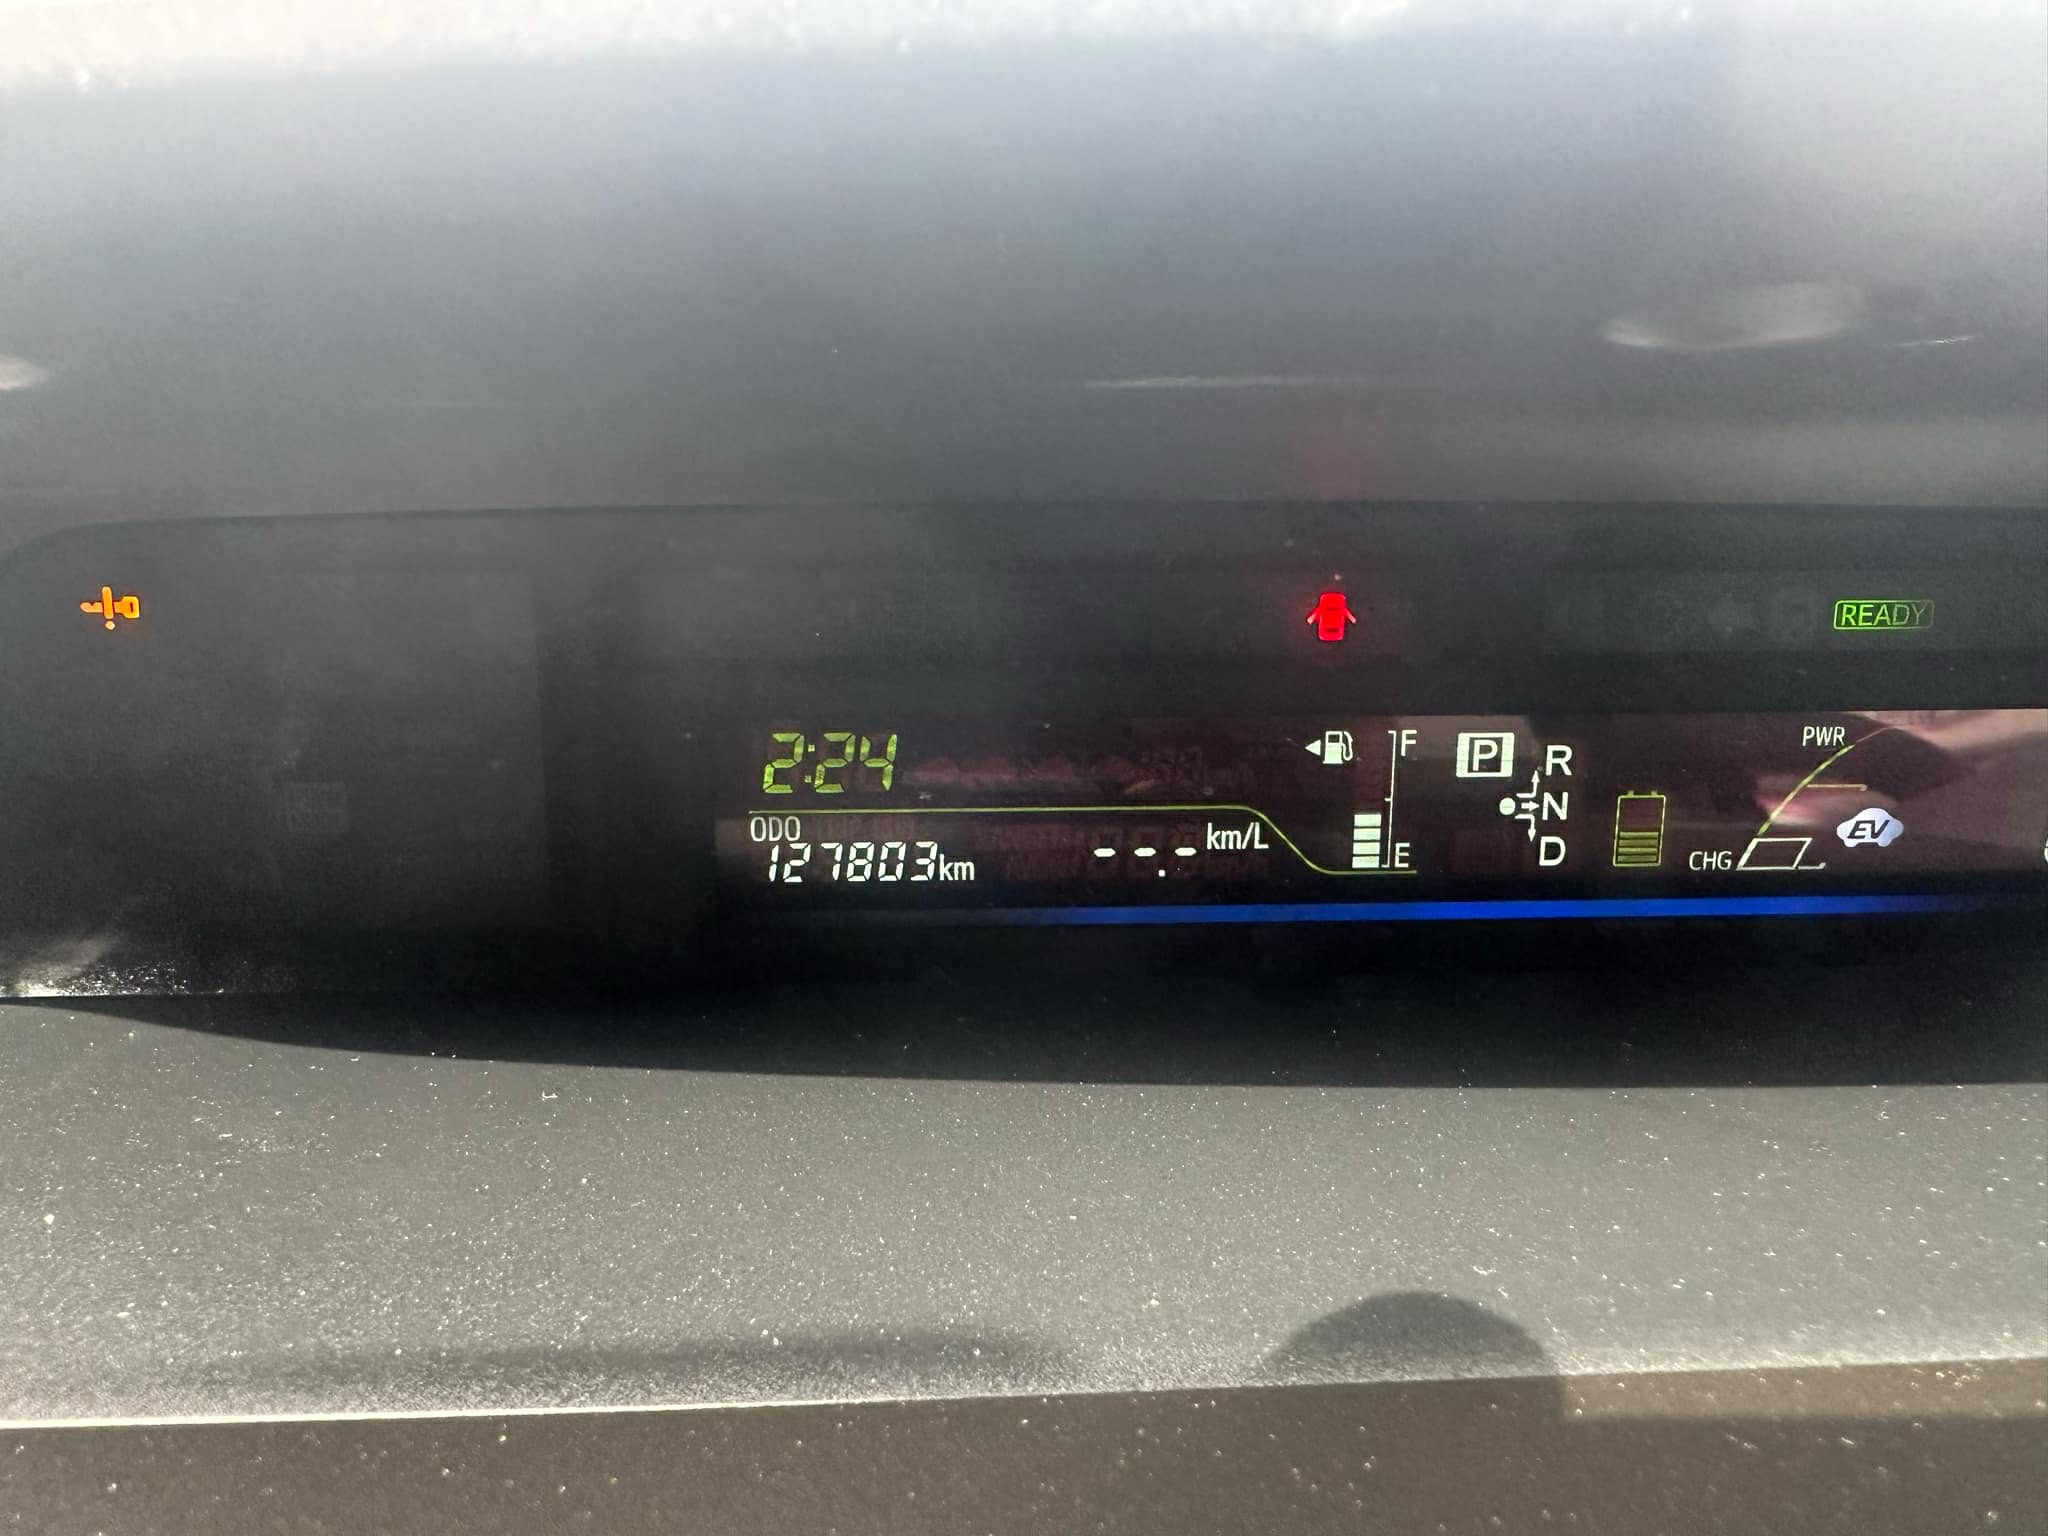 READY
2:24
F
P
R
N
D
PWR
EV
CHG
ODO
127803km
- - . - km/L
E